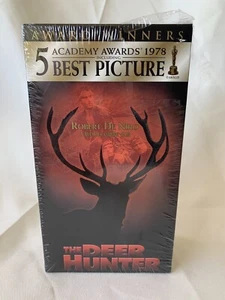 AWARD WINNERS
5 ACADEMY AWARDS® 1978
INCLUDING
BEST PICTURE
ROBERT DE NIRO
THE DEER
HUNTER